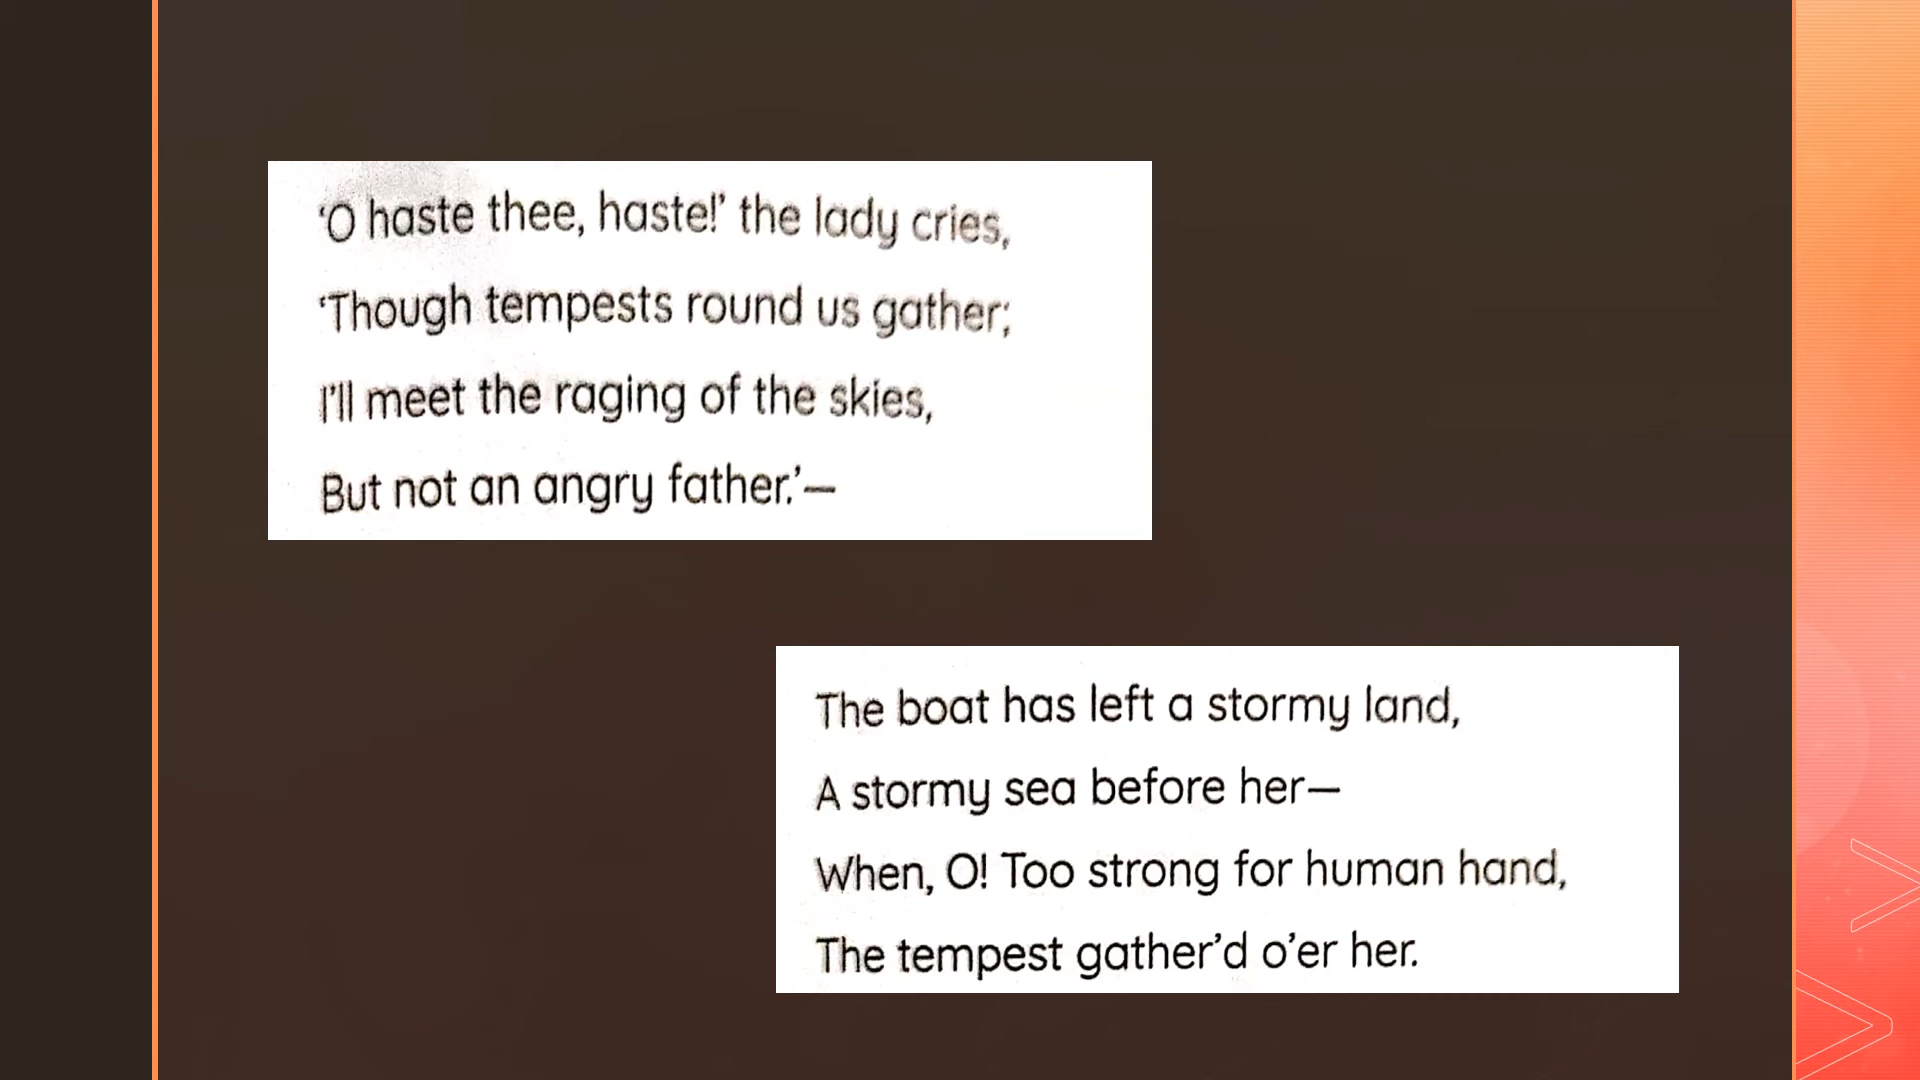 ‘O haste thee, haste!’ the lady cries,
‘Though tempests round us gather;
I’ll meet the raging of the skies,
But not an angry father.’—
The boat has left a stormy land,
A stormy sea before her—
When, O! Too strong for human hand,
The tempest gather’d o’er her.